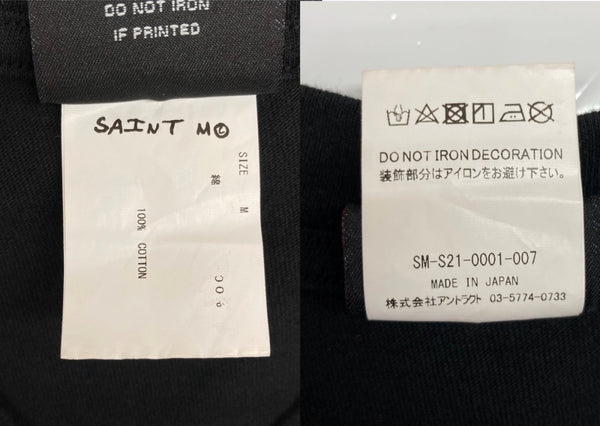 DO NOT IRON
IF PRINTED
SAINT M
SIZE M
綿
100% COTTON
DO NOT IRON DECORATION
装飾部分はアイロンをお避け下さい。
SM-S21-0001-007
MADE IN JAPAN
株式会社アントラクト 03-5774-0733